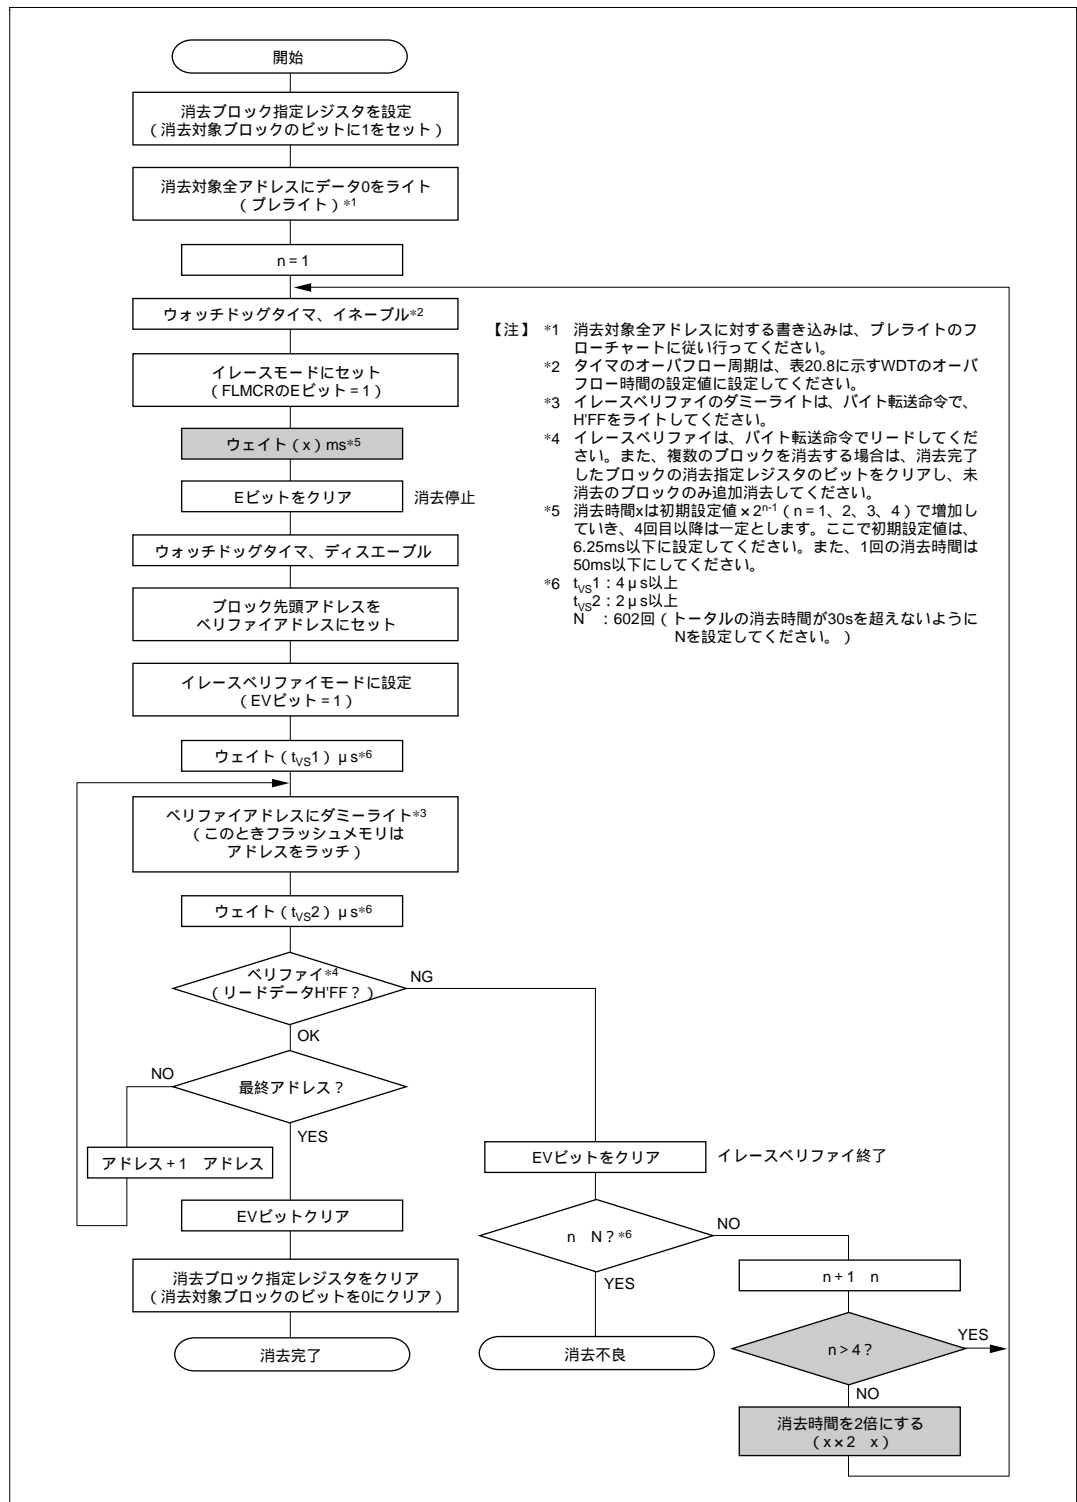 開始
消去ブロック指定レジスタを設定
（消去対象ブロックのビットに1をセット）
消去対象全アドレスにデータ0をライト
（プレライト）*1
n = 1
ウォッチドッグタイマ、イネーブル*2
イレースモードにセット
（FLMCRのEビット = 1）
ウェイト（x）ms*5
Eビットをクリア 消去停止
ウォッチドッグタイマ、ディスエーブル
ブロック先頭アドレスを
ベリファイアドレスにセット
イレースベリファイモードに設定
（EVビット = 1）
ウェイト（tVS1）μs*6
ベリファイアドレスにダミーライト*3
（このときフラッシュメモリは
アドレスをラッチ）
ウェイト（tVS2）μs*6
ベリファイ*4
（リードデータH'FF？）
NG
OK
最終アドレス？
NO
YES
アドレス + 1 アドレス
EVビットクリア
消去ブロック指定レジスタをクリア
（消去対象ブロックのビットを0にクリア）
消去完了
EVビットをクリア イレースベリファイ終了
n N？*6
NO
YES
消去不良
n + 1 n
n > 4？
YES
NO
消去時間を2倍にする
（x × 2 x）
【注】 *1 消去対象全アドレスに対する書き込みは、プレライトのフ
ローチャートに従い行ってください。
*2 タイマのオーバフロー周期は、表20.8に示すWDTのオーバ
フロー時間の設定値に設定してください。
*3 イレースベリファイのダミーライトは、バイト転送命令で、
H'FFをライトしてください。
*4 イレースベリファイは、バイト転送命令でリードしてくだ
さい。また、複数のブロックを消去する場合は、消去完了
したブロックの消去指定レジスタのビットをクリアし、未
消去のブロックのみ追加消去してください。
*5 消去時間xは初期設定値 × 2n-1（n = 1、2、3、4）で増加し
ていき、4回目以降は一定とします。ここで初期設定値は、
6.25ms以下に設定してください。また、1回の消去時間は
50ms以下にしてください。
*6 tVS1：4μs以上
tVS2：2μs以上
N ：602回（トータルの消去時間が30sを超えないように
Nを設定してください。）